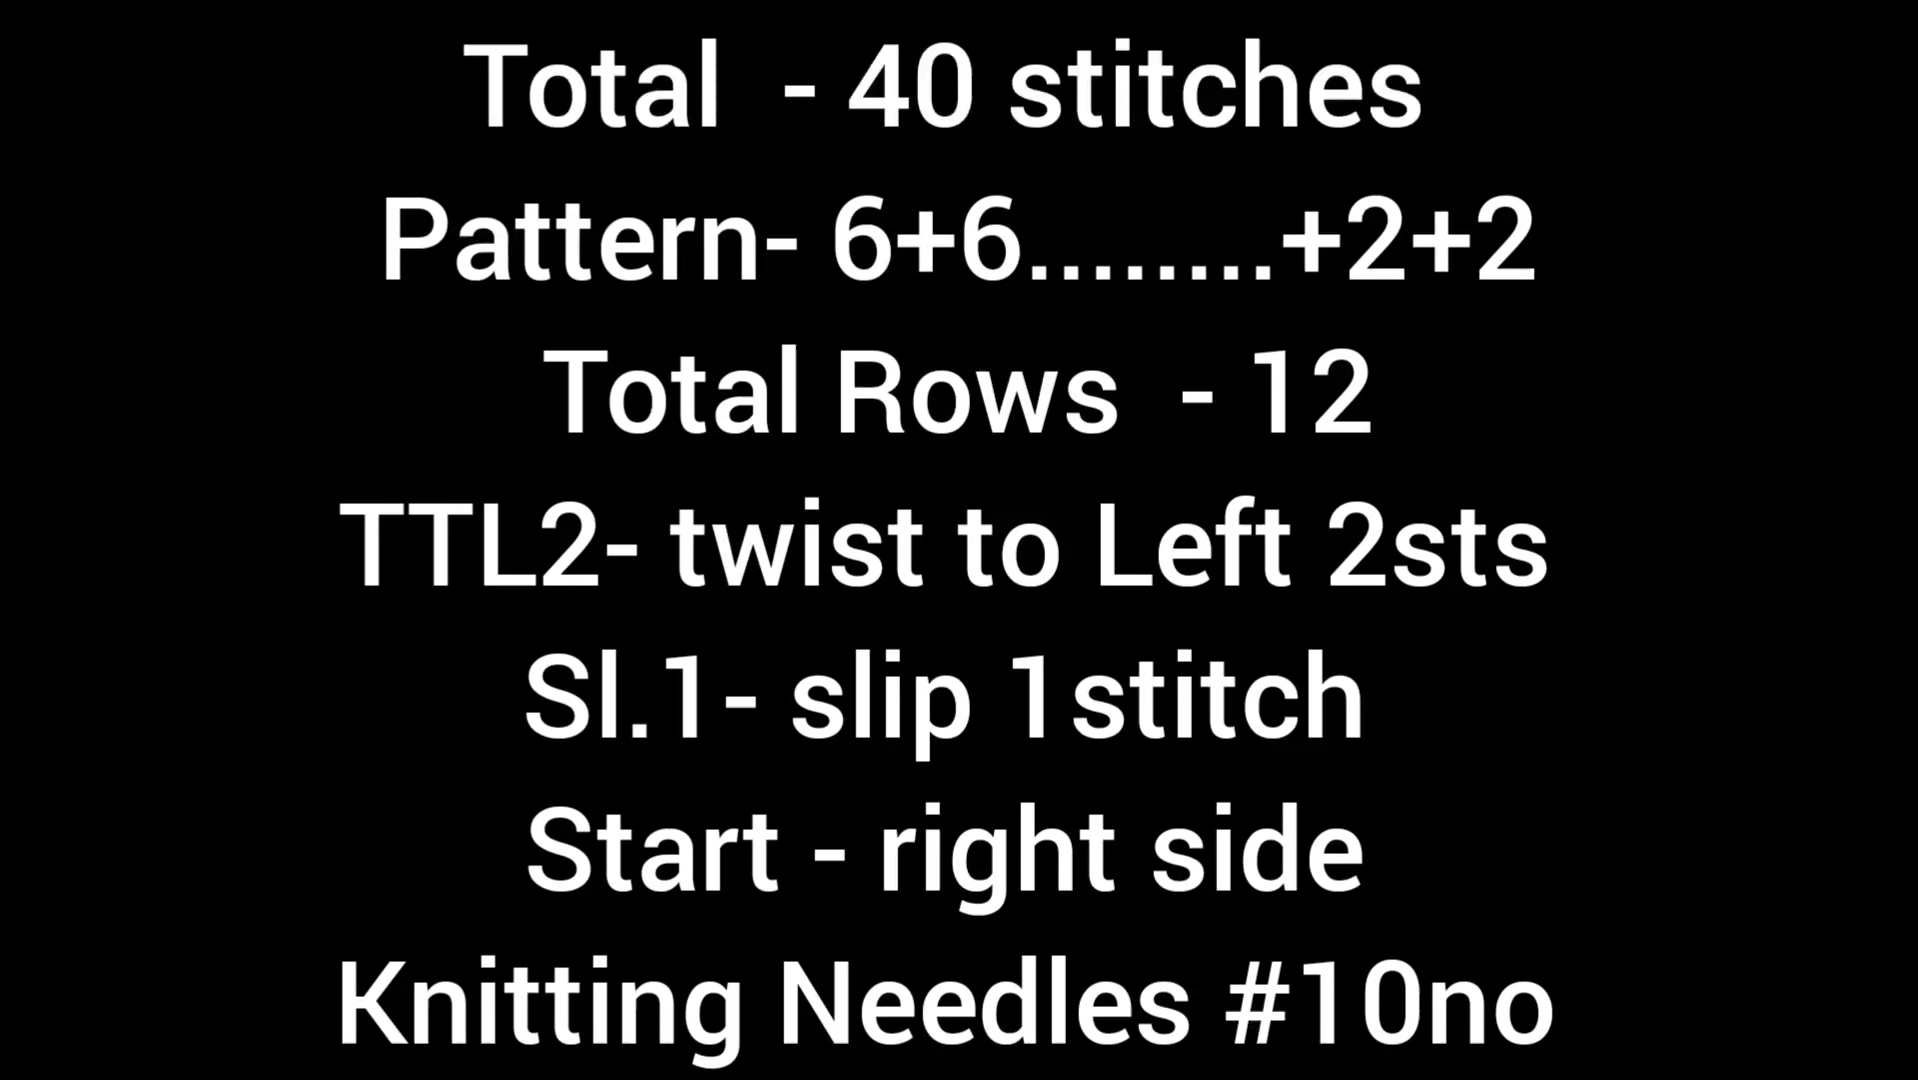 Total - 40 stitches
Pattern- 6+6........+2+2
Total Rows - 12
TTL2- twist to Left 2sts
Sl.1- slip 1stitch
Start - right side
Knitting Needles #10no